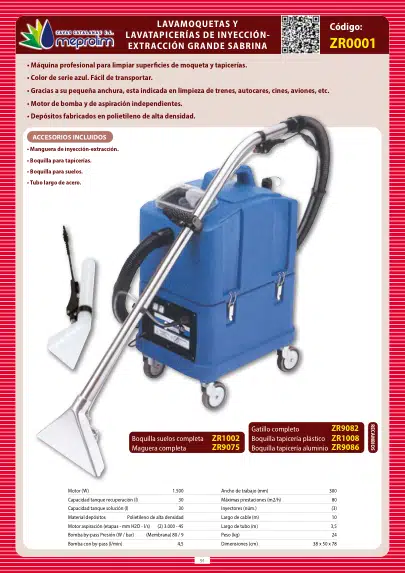 CATAS CATALANAS S.L.
meprolim
LAVAMOQUETAS Y
LAVATAPICERÍAS DE INYECCIÓN-
EXTRACCIÓN GRANDE SABRINA
Código:
ZR0001
• Máquina profesional para limpiar superficies de moqueta y tapicerías.
• Color de serie azul. Fácil de transportar.
• Gracias a su pequeña anchura, esta indicada en limpieza de trenes, autocares, cines, aviones, etc.
• Motor de bomba y de aspiración independientes.
• Depósitos fabricados en polietileno de alta densidad.
ACCESORIOS INCLUIDOS
• Manguera de inyección-extracción.
• Boquilla para tapicerías.
• Boquilla para suelos.
• Tubo largo de acero.
Boquilla suelos completa ZR1002
Maguera completa ZR9075
Gatillo completo ZR9082
Boquilla tapicería plástico ZR1008
Boquilla tapicería aluminio ZR9086
RECAMBIOS
Motor (W) 1.500
Capacidad tanque recuperación (l) 30
Capacidad tanque solución (l) 30
Material depósitos Polietileno de alta densidad
Motor aspiración (etapas - mm H2O - l/s) (2) 3.000 - 45
Bomba by-pass Presión (W / bar) (Membrana) 80 / 9
Bomba con by-pass (l/min) 4,5
Ancho de trabajo (mm) 300
Máximas prestaciones (m2/h) 80
Inyectores (núm.) (3)
Largo de cable (m) 10
Largo de tubo (m) 2,5
Peso (kg) 24
Dimensiones (cm) 38 x 50 x 78